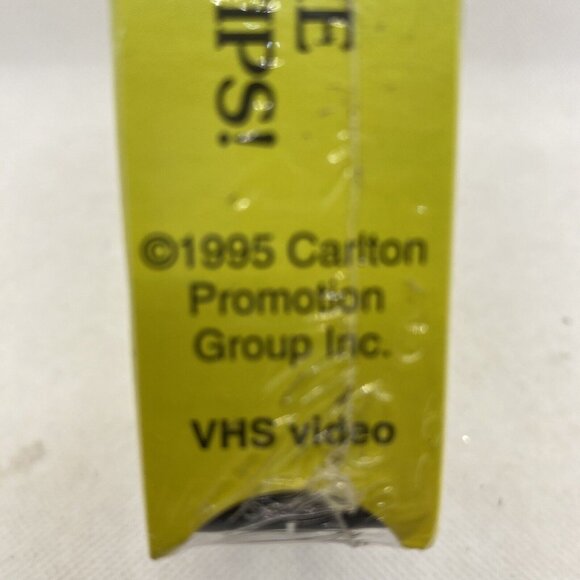 E
IPS!
©1995 Carlton
Promotion
Group Inc.
VHS video